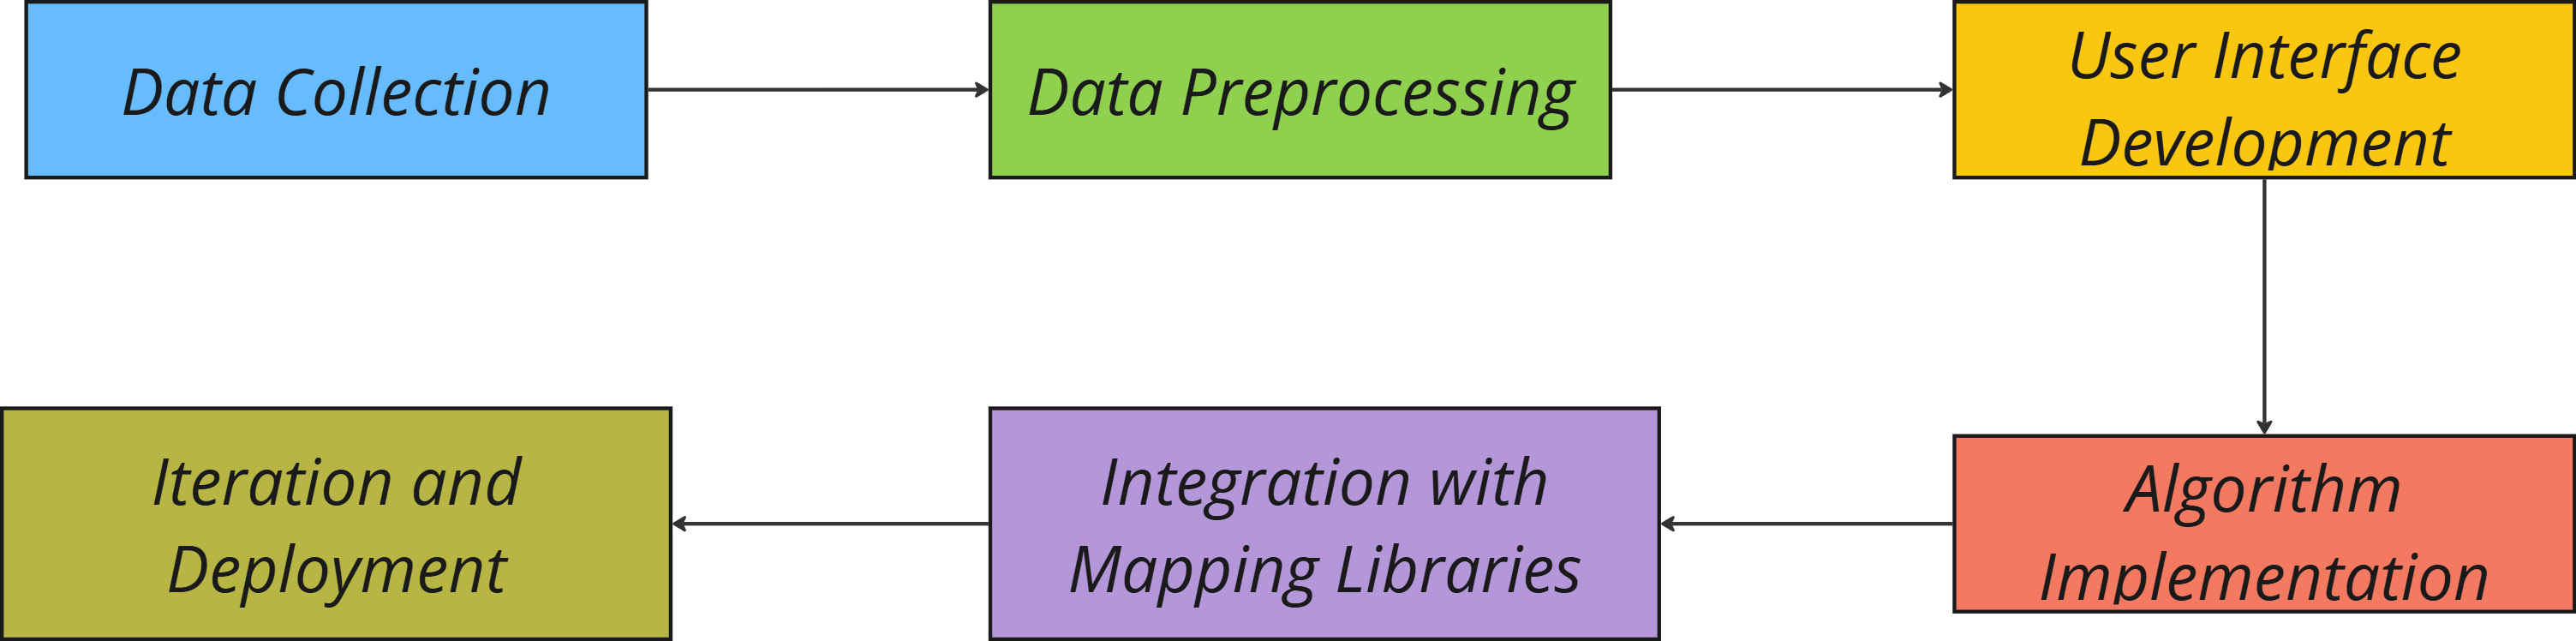 Data Collection
Data Preprocessing
User Interface
Development
Algorithm
Implementation
Integration with
Mapping Libraries
Iteration and
Deployment